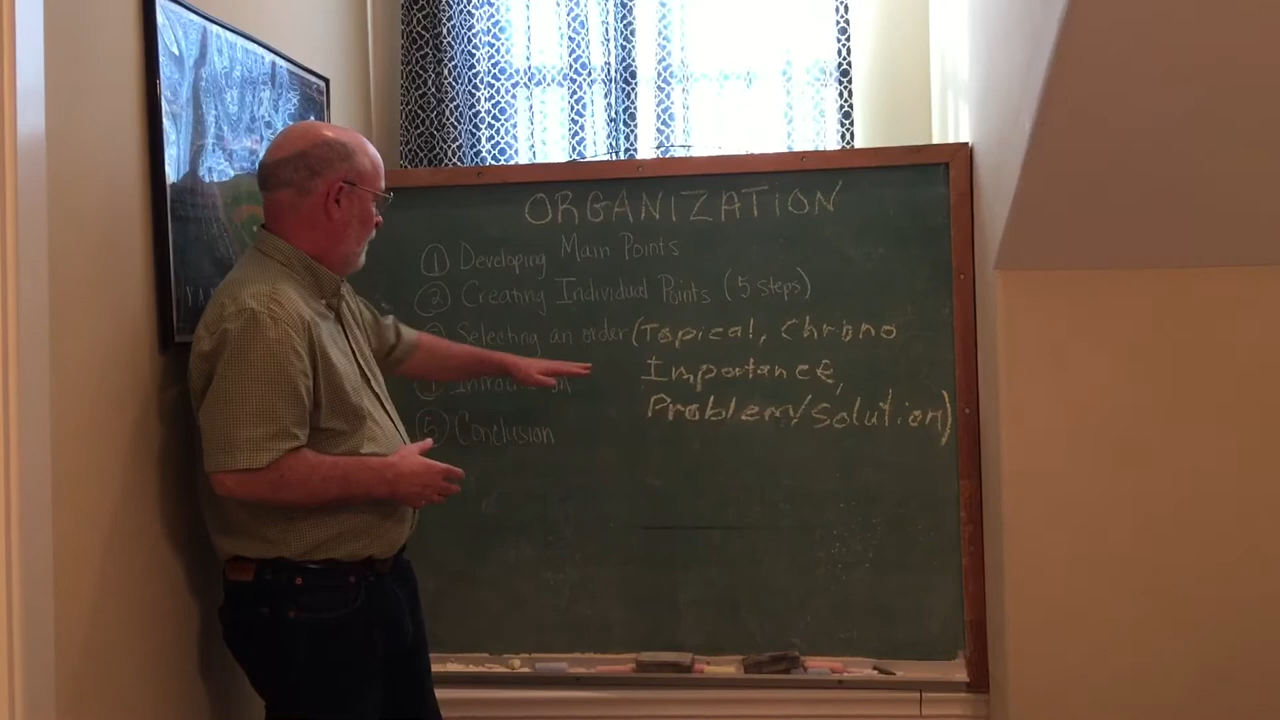 ORGANIZATION
① Developing Main Points
② Creating Individual Points (5 steps)
Selecting an order (Topical, Chrono
Importance,
Problem/Solution)
⑤ Conclusion